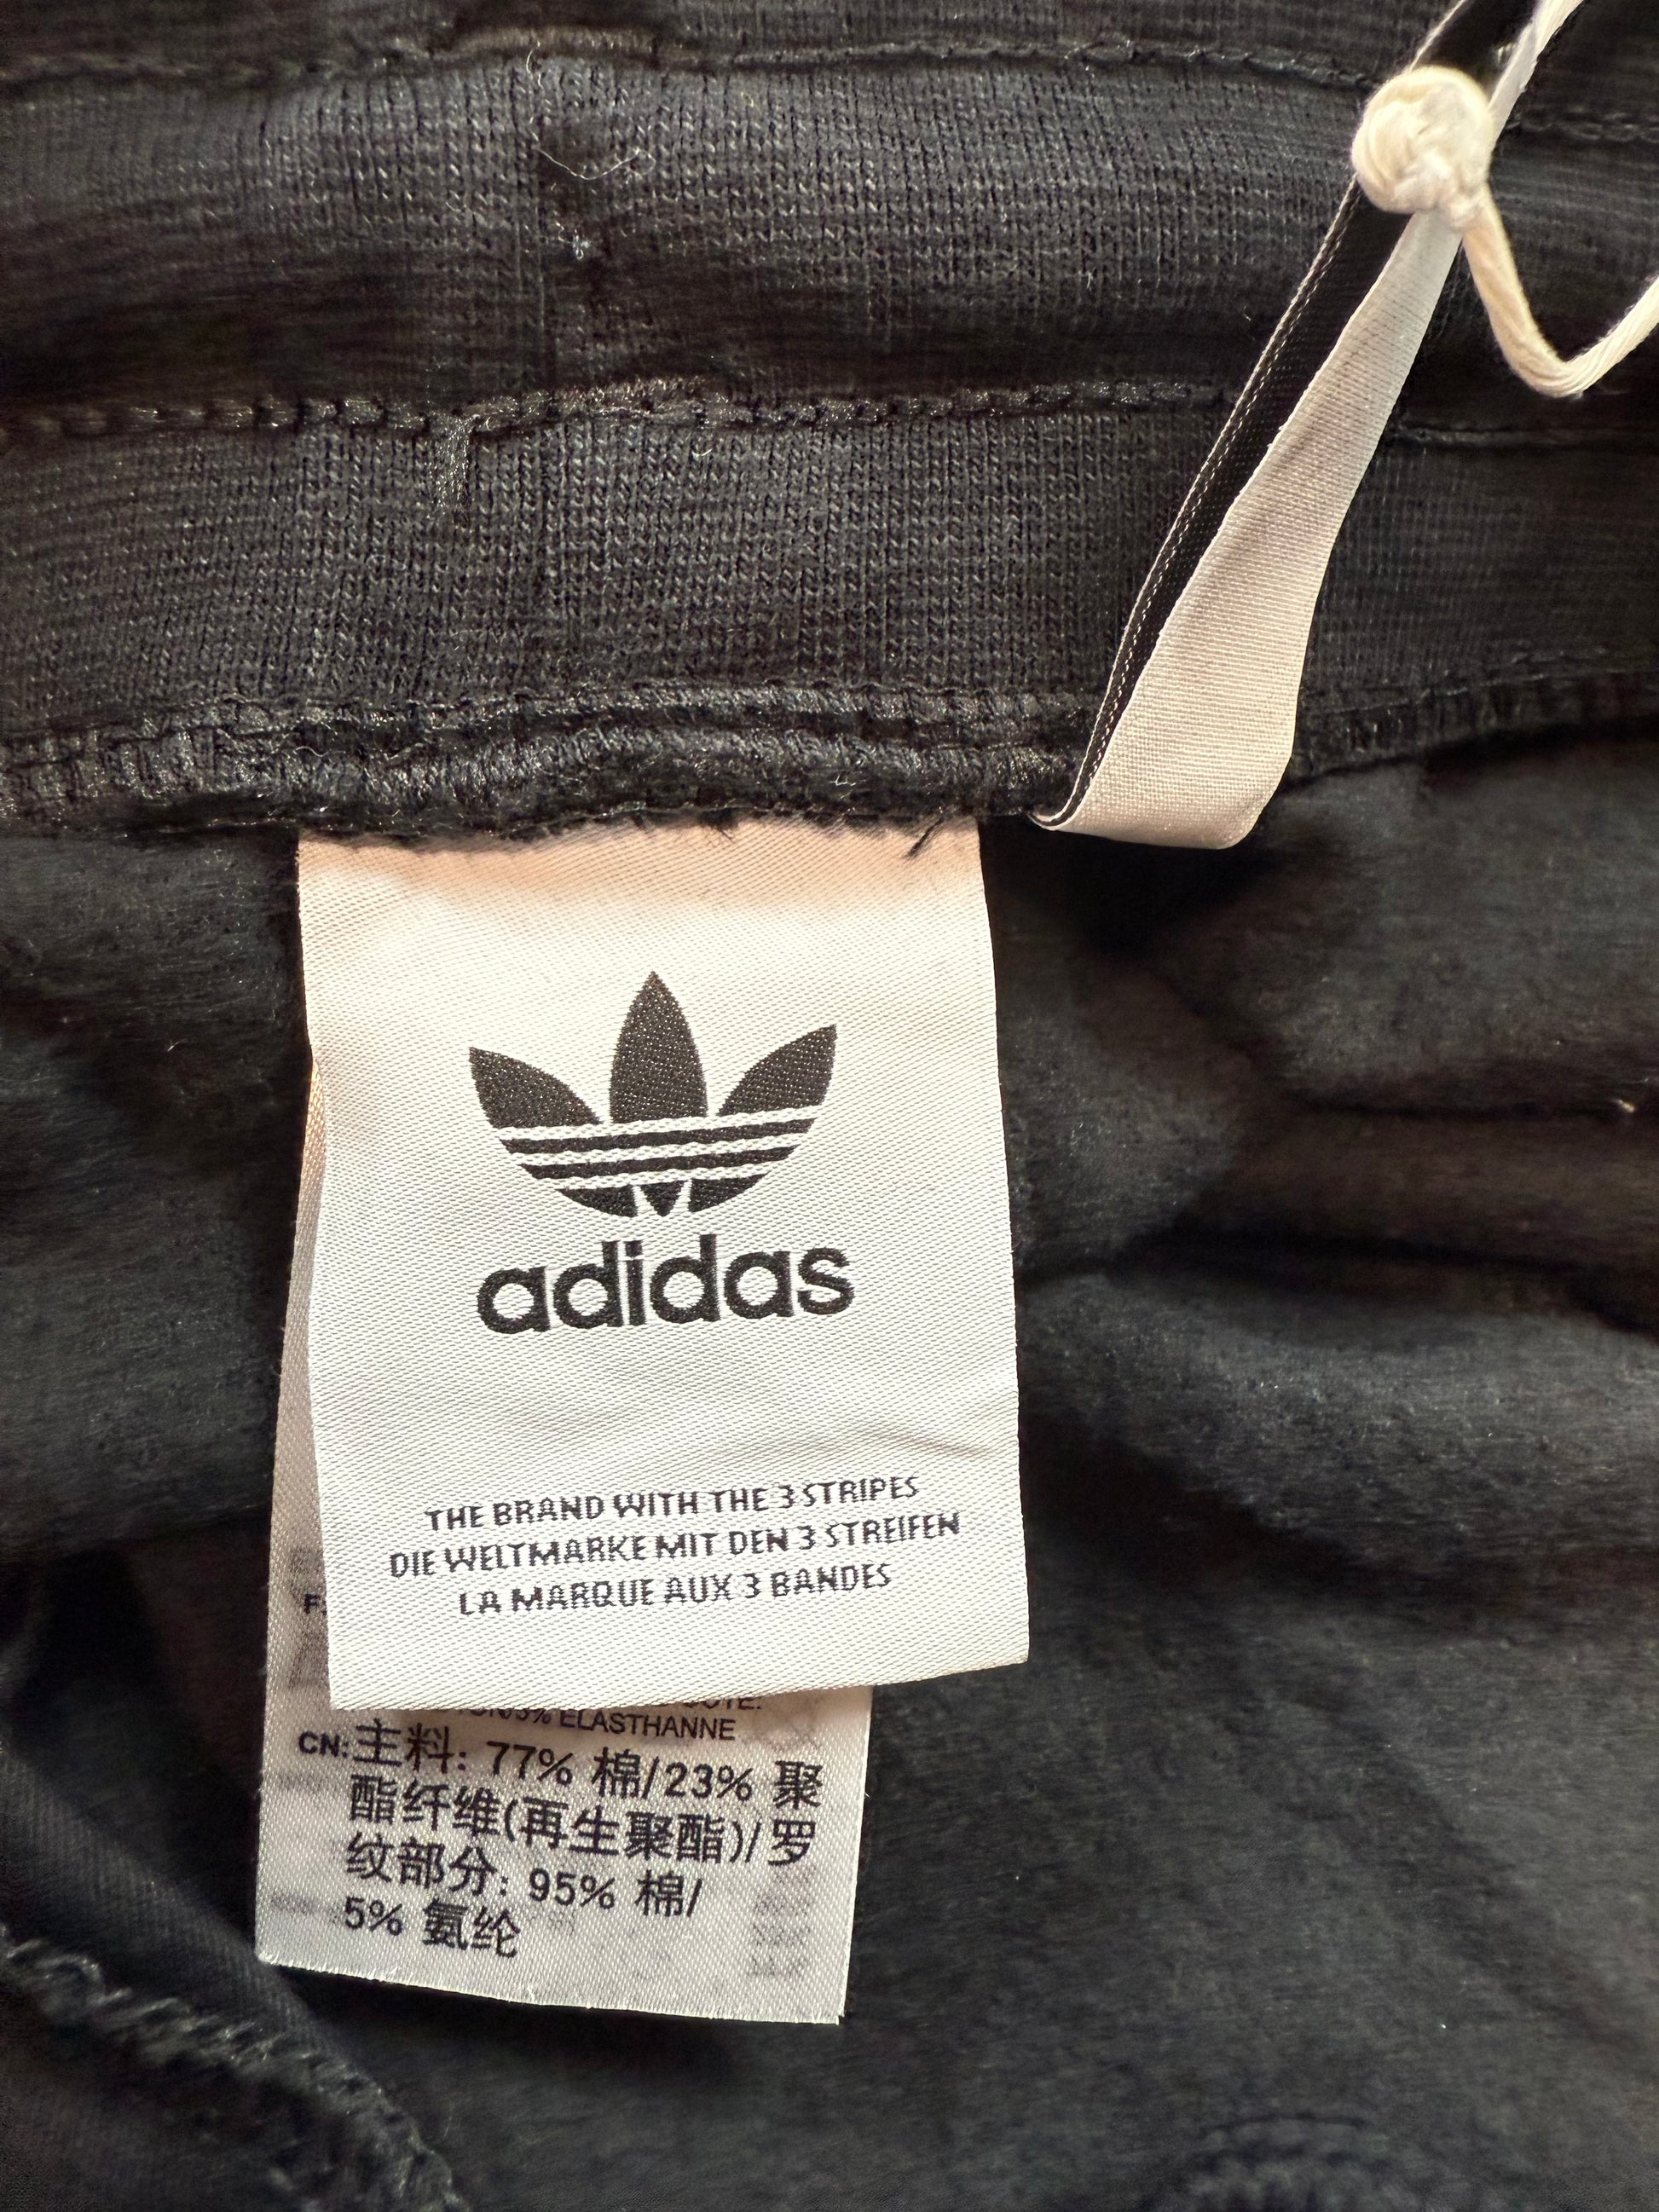 adidas
THE BRAND WITH THE 3 STRIPES
DIE WELTMARKE MIT DEN 3 STREIFEN
LA MARQUE AUX 3 BANDES
ELASTHANNE
CN: 主料: 77% 棉/23% 聚
酯纤维(再生聚酯)/罗
纹部分: 95% 棉/
5% 氨纶